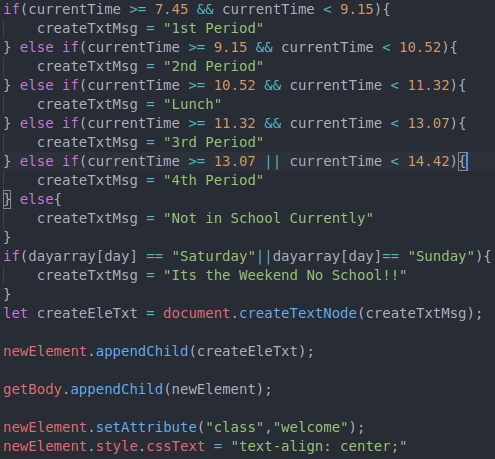 if(currentTime >= 7.45 && currentTime < 9.15){
    createTxtMsg = "1st Period"
} else if(currentTime >= 9.15 && currentTime < 10.52){
    createTxtMsg = "2nd Period"
} else if(currentTime >= 10.52 && currentTime < 11.32){
    createTxtMsg = "Lunch"
} else if(currentTime >= 11.32 && currentTime < 13.07){
    createTxtMsg = "3rd Period"
} else if(currentTime >= 13.07 || currentTime < 14.42){
    createTxtMsg = "4th Period"
} else{
    createTxtMsg = "Not in School Currently"
}
if(dayarray[day] == "Saturday"||dayarray[day]== "Sunday"){
    createTxtMsg = "Its the Weekend No School!!"
}
let createEleTxt = document.createTextNode(createTxtMsg);

newElement.appendChild(createEleTxt);

getBody.appendChild(newElement);

newElement.setAttribute("class","welcome");
newElement.style.cssText = "text-align: center;"